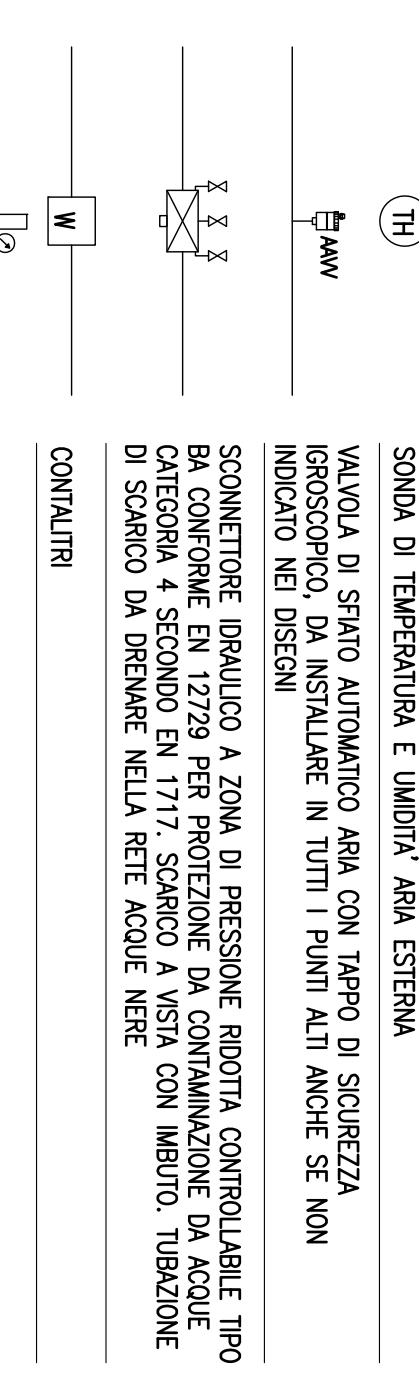 TH
SONDA DI TEMPERATURA E UMIDITA' ARIA ESTERNA
AAVV
VALVOLA DI SFIATO AUTOMATICO ARIA CON TAPPO DI SICUREZZA
IGROSCOPICO, DA INSTALLARE IN TUTTI I PUNTI ALTI ANCHE SE NON
INDICATO NEI DISEGNI
SCONNETTORE IDRAULICO A ZONA DI PRESSIONE RIDOTTA CONTROLLABILE TIPO
BA CONFORME EN 12729 PER PROTEZIONE DA CONTAMINAZIONE DA ACQUE
CATEGORIA 4 SECONDO EN 1717. SCARICO A VISTA CON IMBUTO. TUBAZIONE
DI SCARICO DA DRENARE NELLA RETE ACQUE NERE
W
CONTALITRI